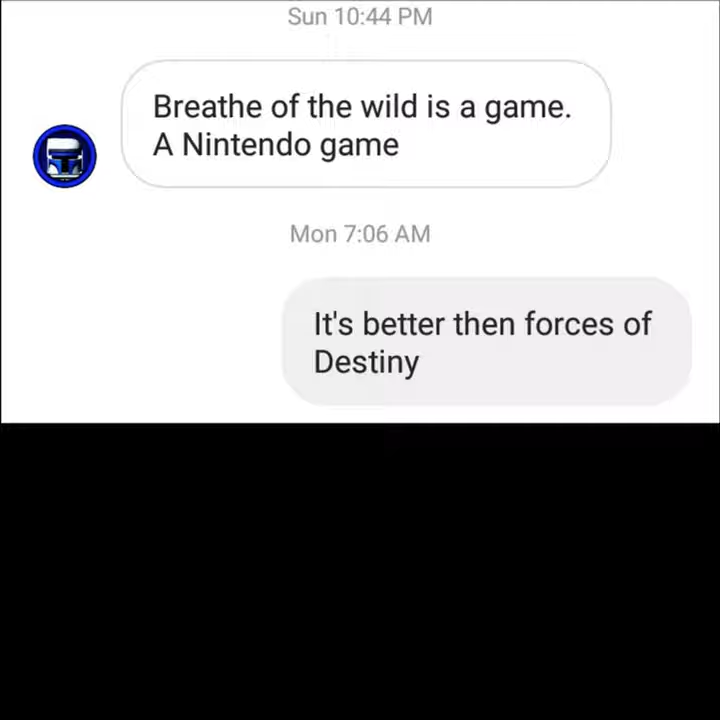 Sun 10:44 PM
Breathe of the wild is a game.
A Nintendo game
Mon 7:06 AM
It's better then forces of
Destiny